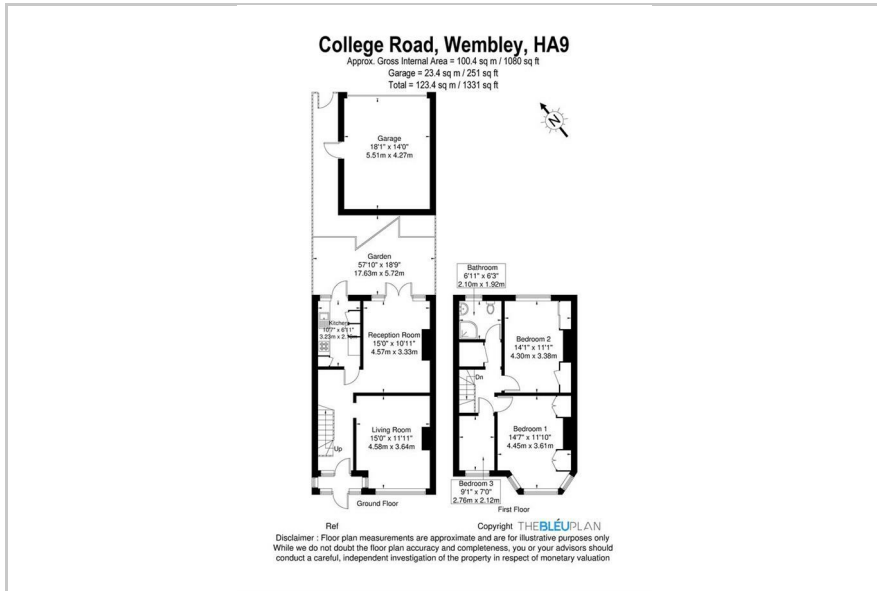 College Road, Wembley, HA9
Approx. Gross Internal Area = 100.4 sq m / 1080 sq ft
Garage = 23.4 sq m / 251 sq ft
Total = 123.4 sq m / 1331 sq ft
N
Garage
18'1" x 14'0"
5.51m x 4.27m
Garden
57'10" x 18'9"
17.63m x 5.72m
Kitchen
10'7" x 6'11"
3.23m x
Reception Room
15'0" x 10'11"
4.57m x 3.33m
Living Room
15'0" x 11'11"
4.58m x 3.64m
Up
Ground Floor
Bathroom
6'11" x 6'3"
2.10m x 1.92m
Bedroom 2
14'1" x 11'1"
4.30m x 3.38m
Dn
Bedroom 1
14'7" x 11'10"
4.45m x 3.61m
Bedroom 3
9'1" x 7'0"
2.76m x 2.12m
First Floor
Ref
Copyright THEBLÉUPLAN
Disclaimer : Floor plan measurements are approximate and are for illustrative purposes only
While we do not doubt the floor plan accuracy and completeness, you or your advisors should
conduct a careful, independent investigation of the property in respect of monetary valuation